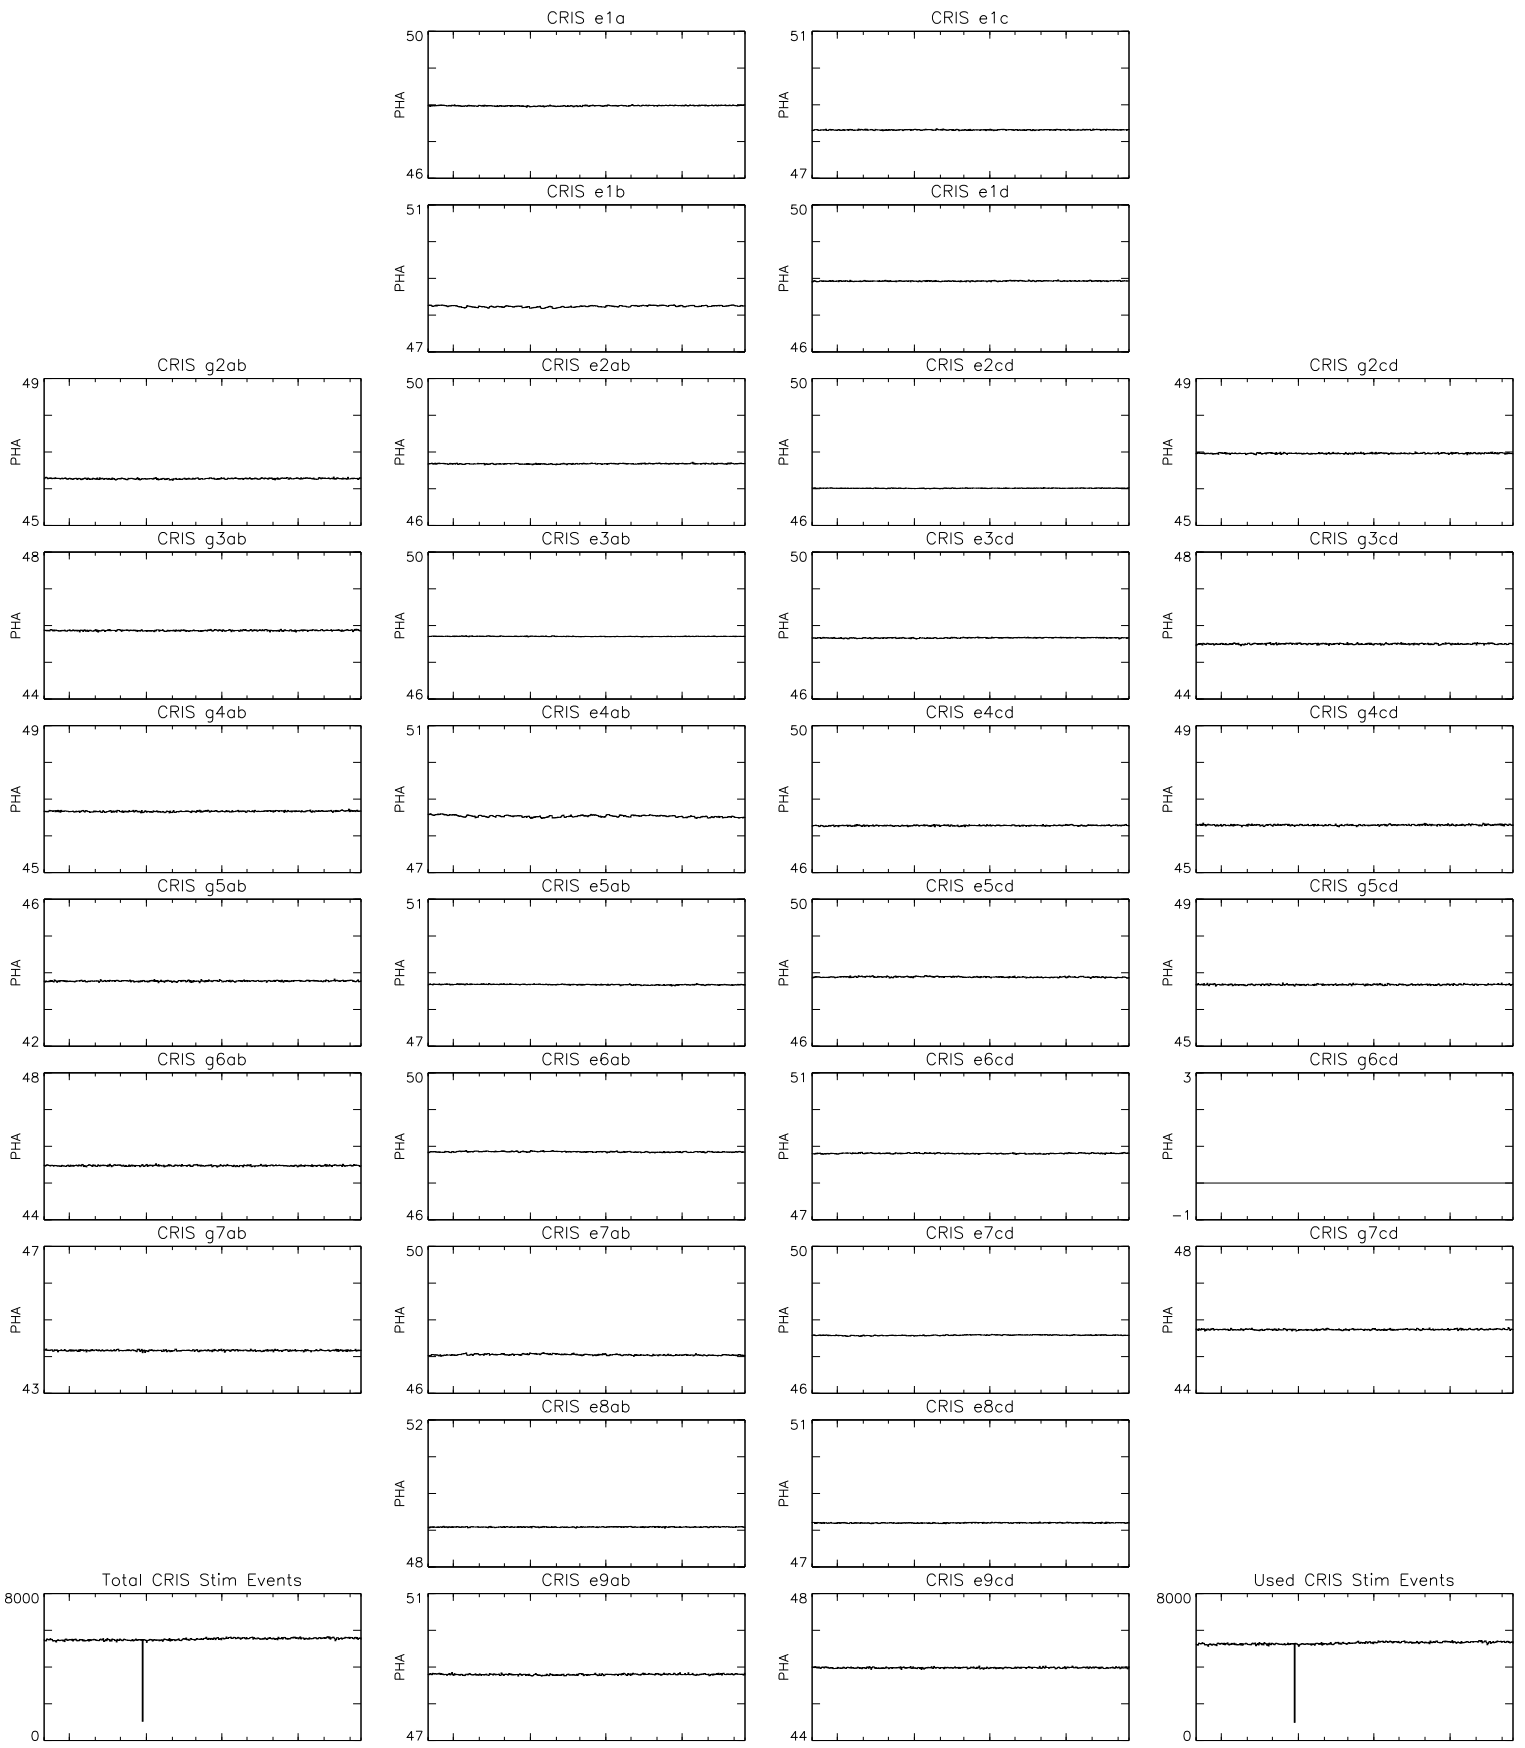 CRIS e1a
50
PHA
46
CRIS e1c
51
PHA
47
CRIS e1b
51
PHA
47
CRIS e1d
50
PHA
46
CRIS g2ab
49
PHA
45
CRIS e2ab
50
PHA
46
CRIS e2cd
50
PHA
46
CRIS g2cd
49
PHA
45
CRIS g3ab
48
PHA
44
CRIS e3ab
50
PHA
46
CRIS e3cd
50
PHA
46
CRIS g3cd
48
PHA
44
CRIS g4ab
49
PHA
45
CRIS e4ab
51
PHA
47
CRIS e4cd
50
PHA
46
CRIS g4cd
49
PHA
45
CRIS g5ab
46
PHA
42
CRIS e5ab
51
PHA
47
CRIS e5cd
50
PHA
46
CRIS g5cd
49
PHA
45
CRIS g6ab
48
PHA
44
CRIS e6ab
50
PHA
46
CRIS e6cd
51
PHA
47
CRIS g6cd
3
PHA
-1
CRIS g7ab
47
PHA
43
CRIS e7ab
50
PHA
46
CRIS e7cd
50
PHA
46
CRIS g7cd
48
PHA
44
CRIS e8ab
52
PHA
48
CRIS e8cd
51
PHA
47
Total CRIS Stim Events
8000
0
CRIS e9ab
51
PHA
47
CRIS e9cd
48
PHA
44
Used CRIS Stim Events
8000
0